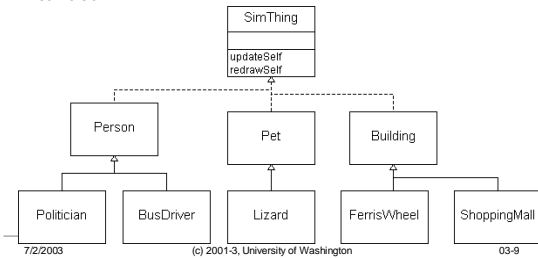 SimThing
updateSelf
redrawSelf
Person
Pet
Building
Politician
BusDriver
Lizard
FerrisWheel
ShoppingMall
7/2/2003
(c) 2001-3, University of Washington
03-9